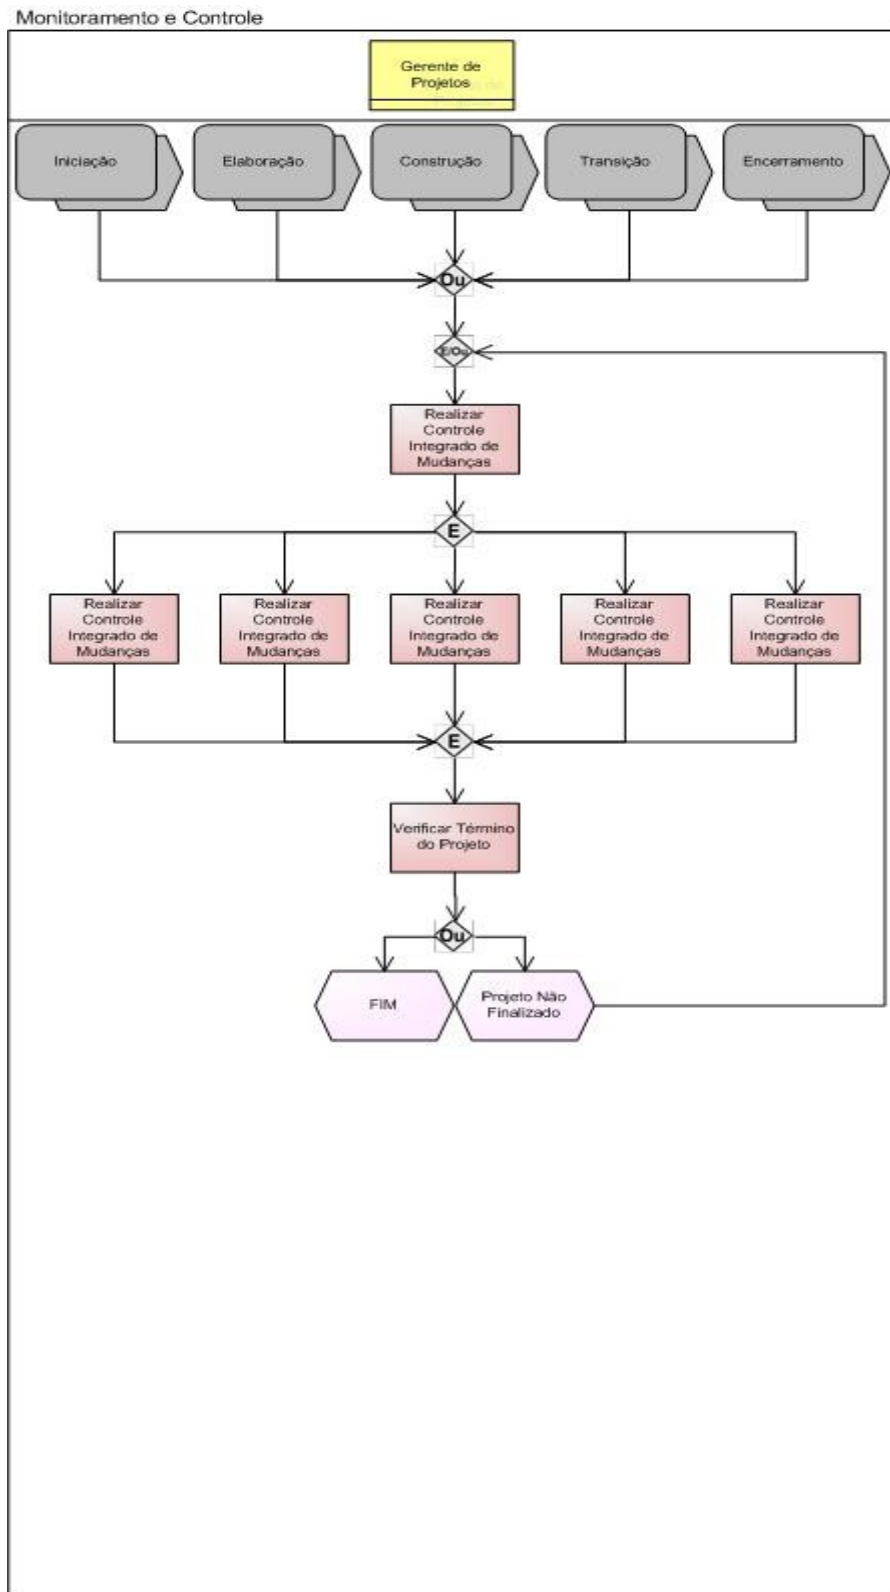 Monitoramento e Controle
Gerente de
Projetos
Iniciação
Elaboração
Construção
Transição
Encerramento
Ou
E/Ou
Realizar
Controle
Integrado de
Mudanças
E
Realizar
Controle
Integrado de
Mudanças
Realizar
Controle
Integrado de
Mudanças
Realizar
Controle
Integrado de
Mudanças
Realizar
Controle
Integrado de
Mudanças
Realizar
Controle
Integrado de
Mudanças
E
Verificar Término
do Projeto
Ou
FIM
Projeto Não
Finalizado